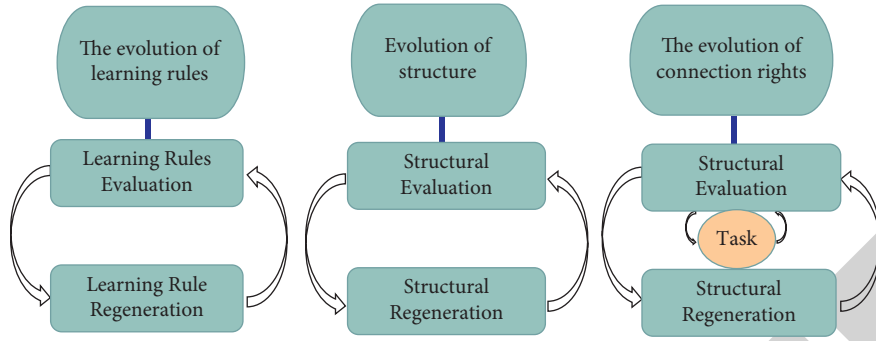 The evolution of
learning rules
Learning Rules
Evaluation
Learning Rule
Regeneration
Evolution of
structure
Structural
Evaluation
Structural
Regeneration
The evolution of
connection rights
Structural
Evaluation
Task
Structural
Regeneration